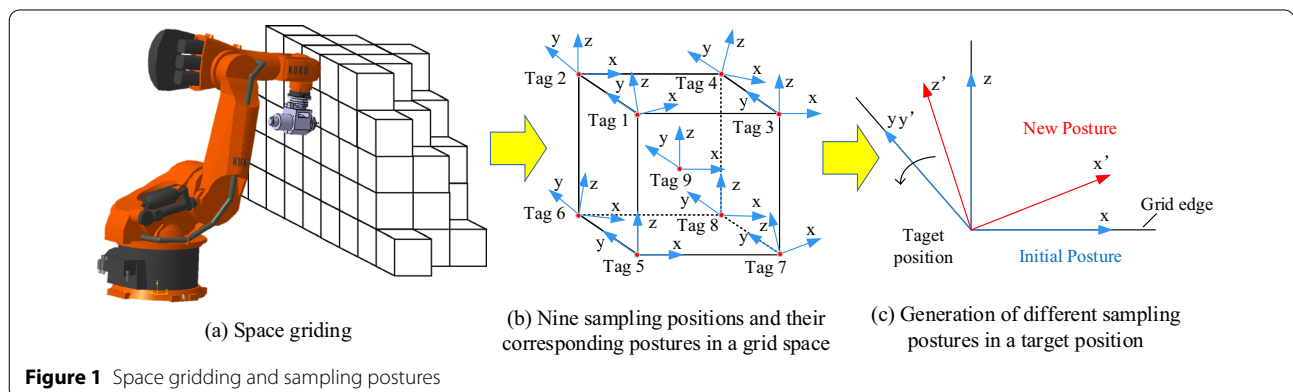 KUKA
KUKA
(a) Space griding
y z x
Tag 2
y z x
Tag 4
y z x
Tag 1
y z x
Tag 3
y z x
Tag 9
y z x
Tag 6
y z x
Tag 8
y z x
Tag 5
y z x
Tag 7
(b) Nine sampling positions and their
corresponding postures in a grid space
z
z’
y y’
New Posture
x’
x
Grid edge
Taget
position
Initial Posture
(c) Generation of different sampling
postures in a target position
Figure 1 Space gridding and sampling postures